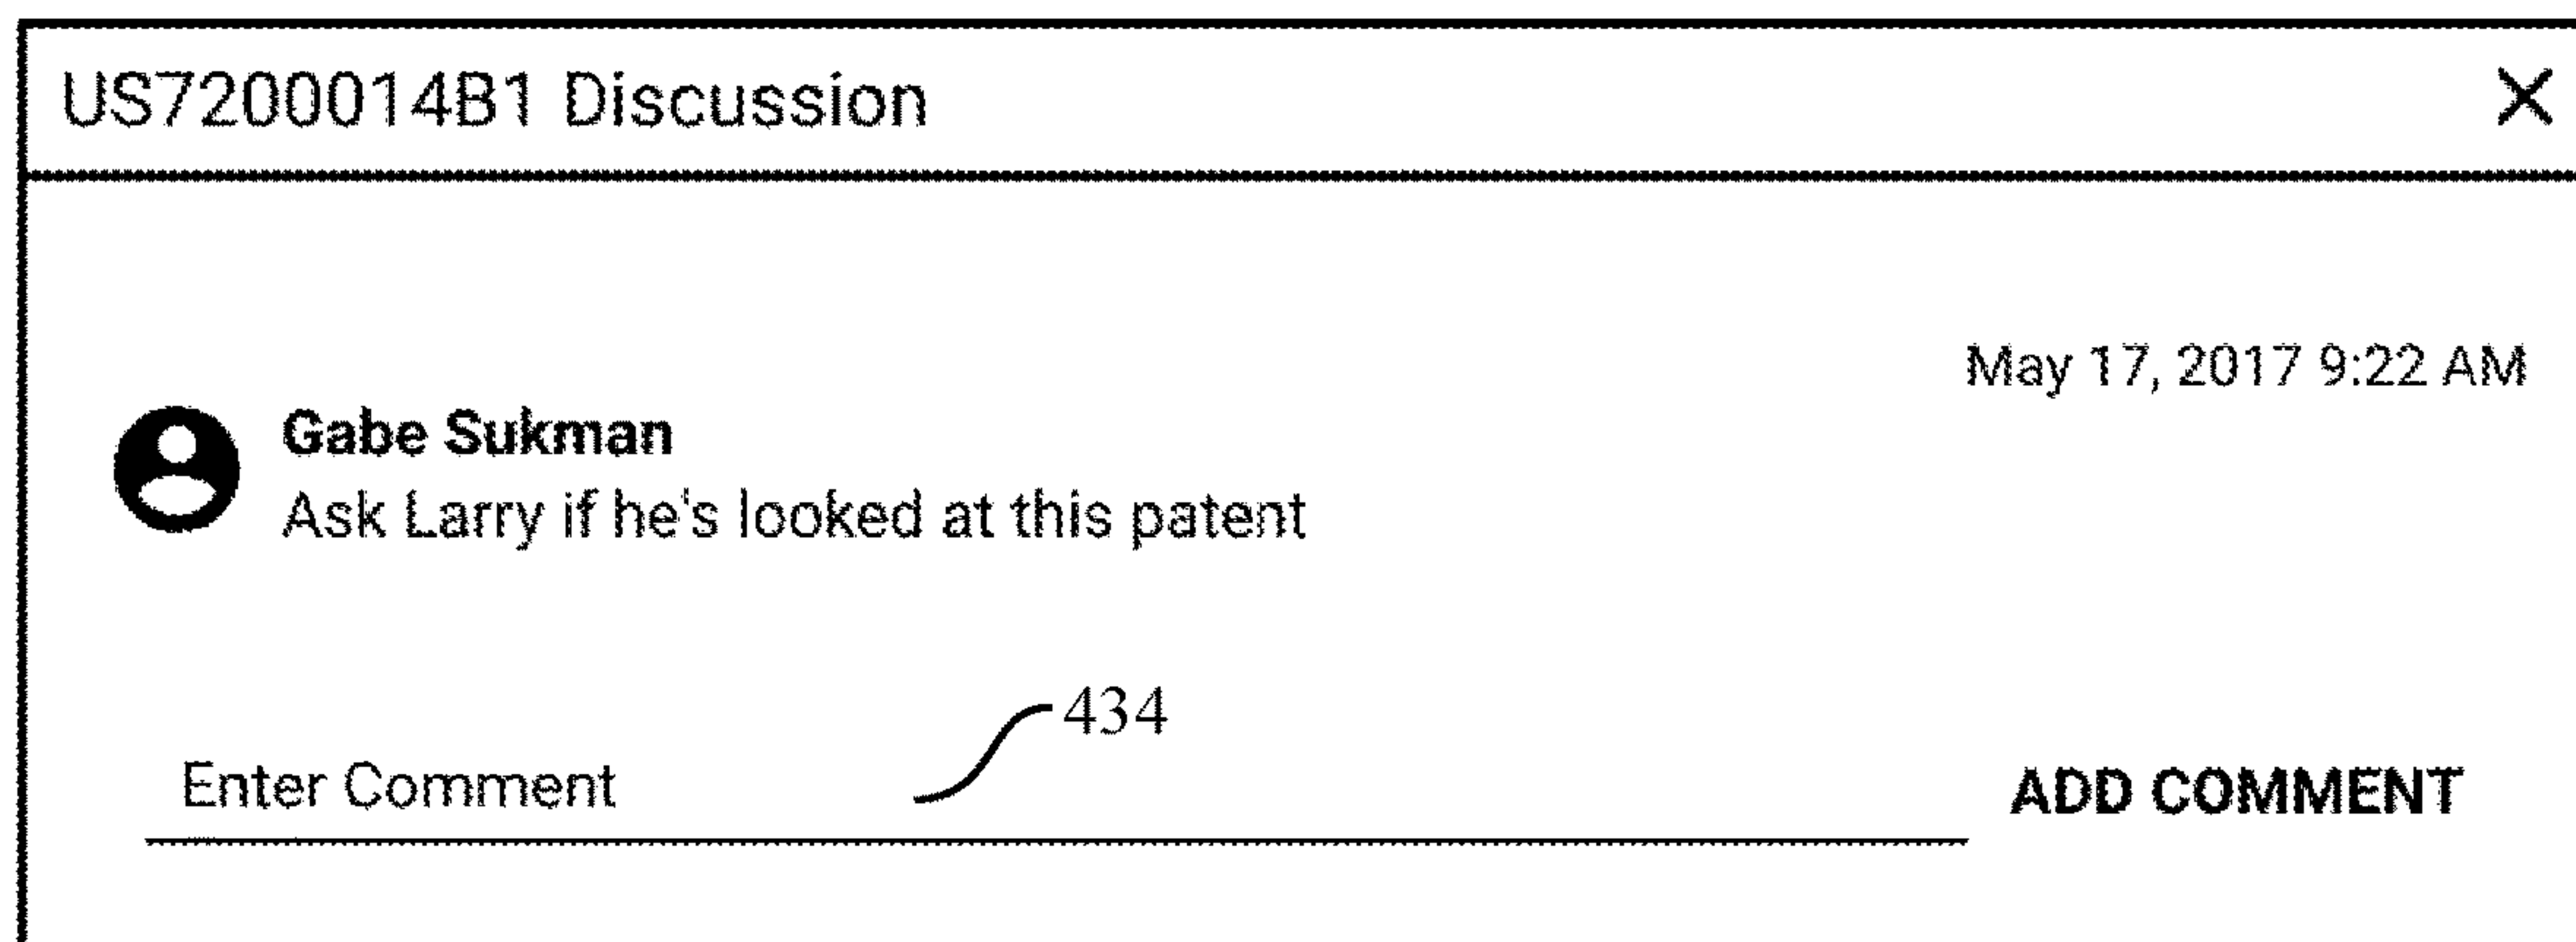 US7200014B1 Discussion
May 17, 2017 9:22 AM
Gabe Sukman
Ask Larry if he's looked at this patent
434
Enter Comment
ADD COMMENT